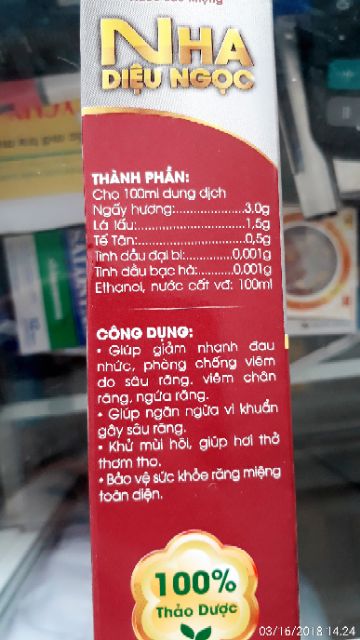 Nước súc miệng
NHA
DIỆU NGỌC
THÀNH PHẦN:
Cho 100ml dung dịch
Ngấy hương:....................3,0g
Lá lấu:............................1,5g
Tế Tân:............................0,5g
Tinh dầu đại bi:.............0,001g
Tinh dầu bạc hà:..........0,001g
Ethanol, nước cất vđ: 100ml
CÔNG DỤNG:
• Giúp giảm nhanh đau
nhức, phòng chống viêm
do sâu răng, viêm chân
răng, ngứa răng.
• Giúp ngăn ngừa vi khuẩn
gây sâu răng.
• Khử mùi hôi, giúp hơi thở
thơm tho.
• Bảo vệ sức khỏe răng miệng
toàn diện.
100%
Thảo Dược
03/16/2018 14:24